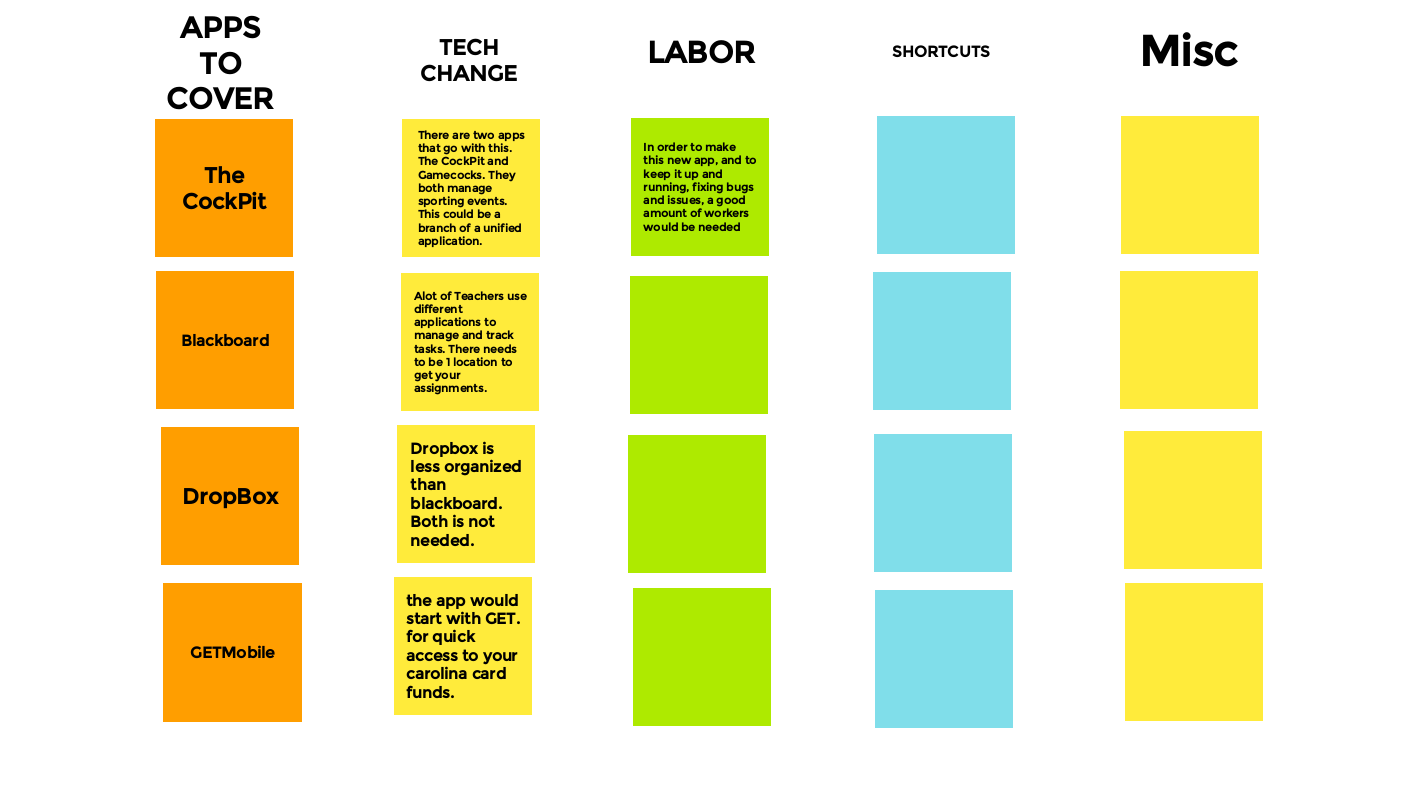 APPS
TO
COVER
TECH
CHANGE
LABOR
SHORTCUTS
Misc
The
CockPit
There are two apps
that go with this.
The CockPit and
Gamecocks. They
both manage
sporting events.
This could be a
branch of a unified
application.
In order to make
this new app, and to
keep it up and
running, fixing bugs
and issues, a good
amount of workers
would be needed
Blackboard
Alot of Teachers use
different
applications to
manage and track
tasks. There needs
to be 1 location to
get your
assignments.
DropBox
Dropbox is
less organized
than
blackboard.
Both is not
needed.
GETMobile
the app would
start with GET.
for quick
access to your
carolina card
funds.